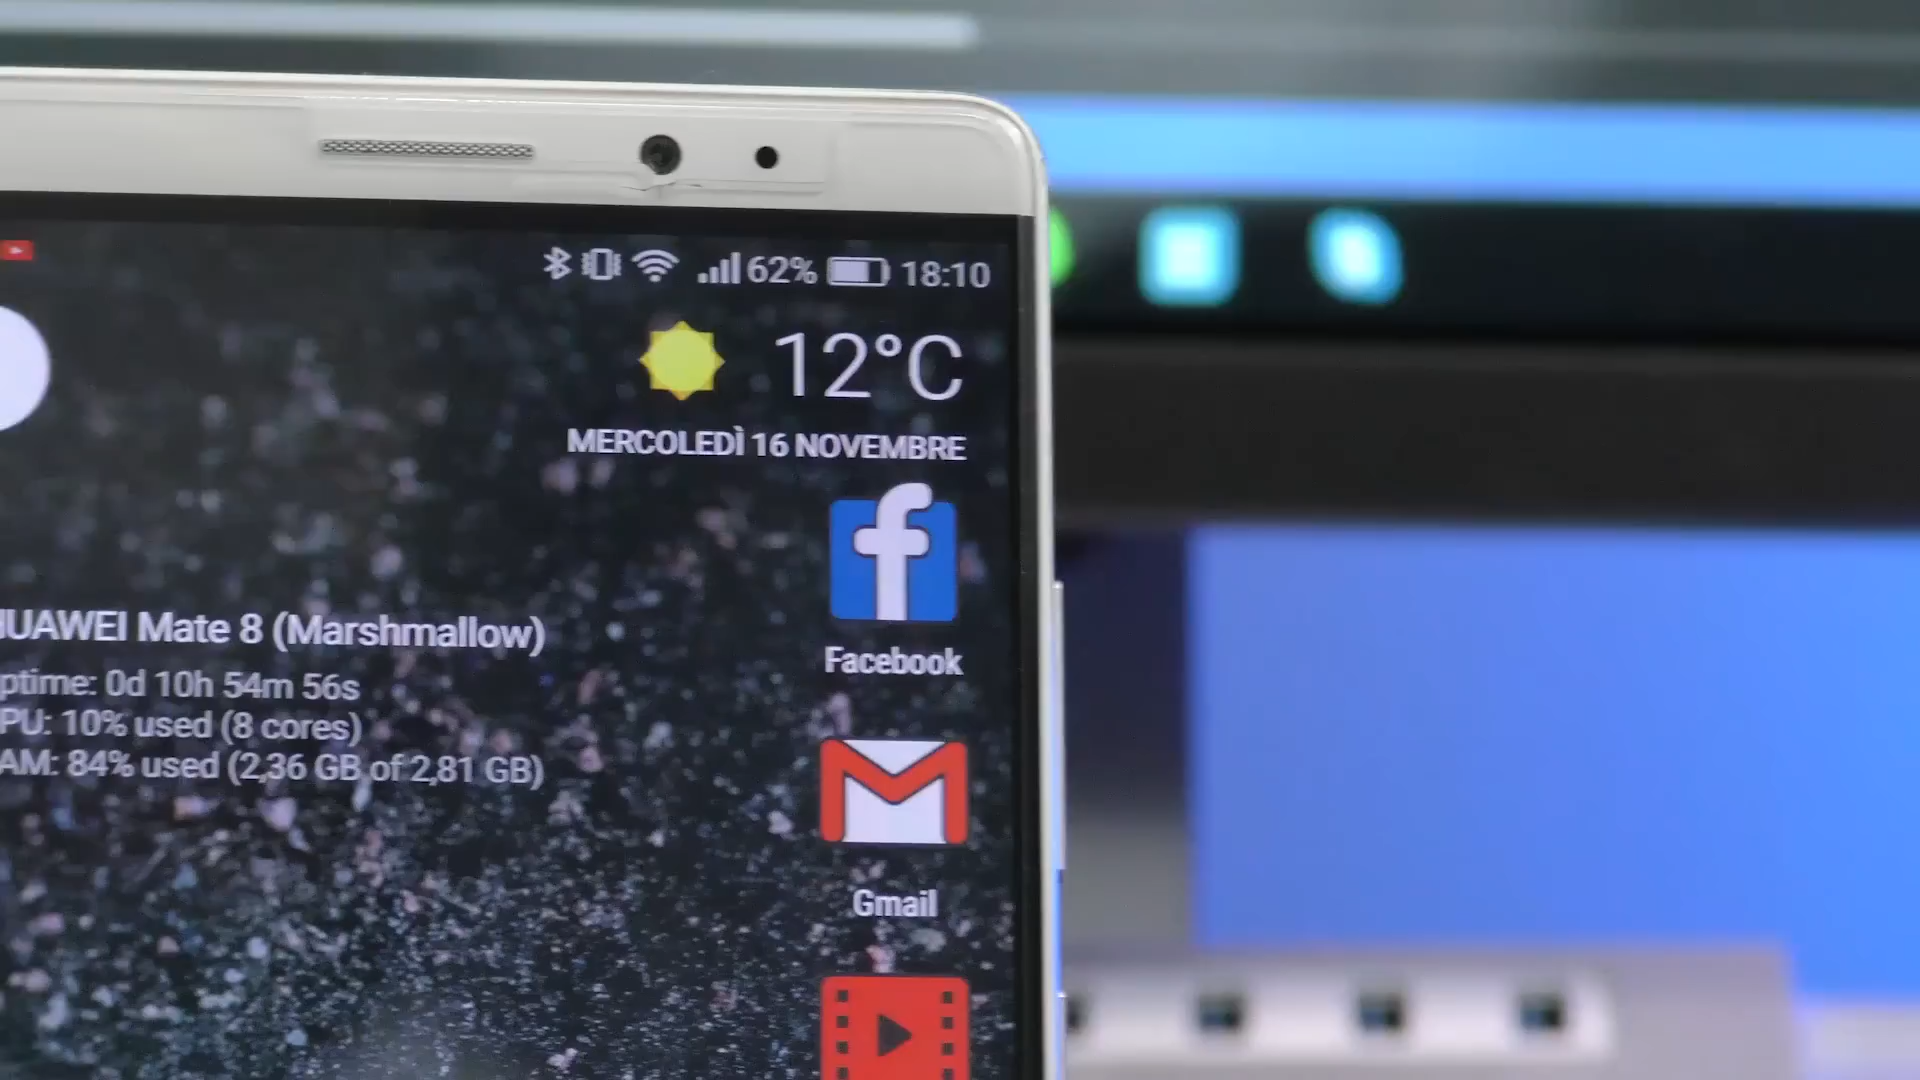 62% 18:10
12°C
MERCOLEDÌ 16 NOVEMBRE
Facebook
HUAWEI Mate 8 (Marshmallow)
ptime: 0d 10h 54m 56s
PU: 10% used (8 cores)
AM: 84% used (2,36 GB of 2,81 GB)
Gmail